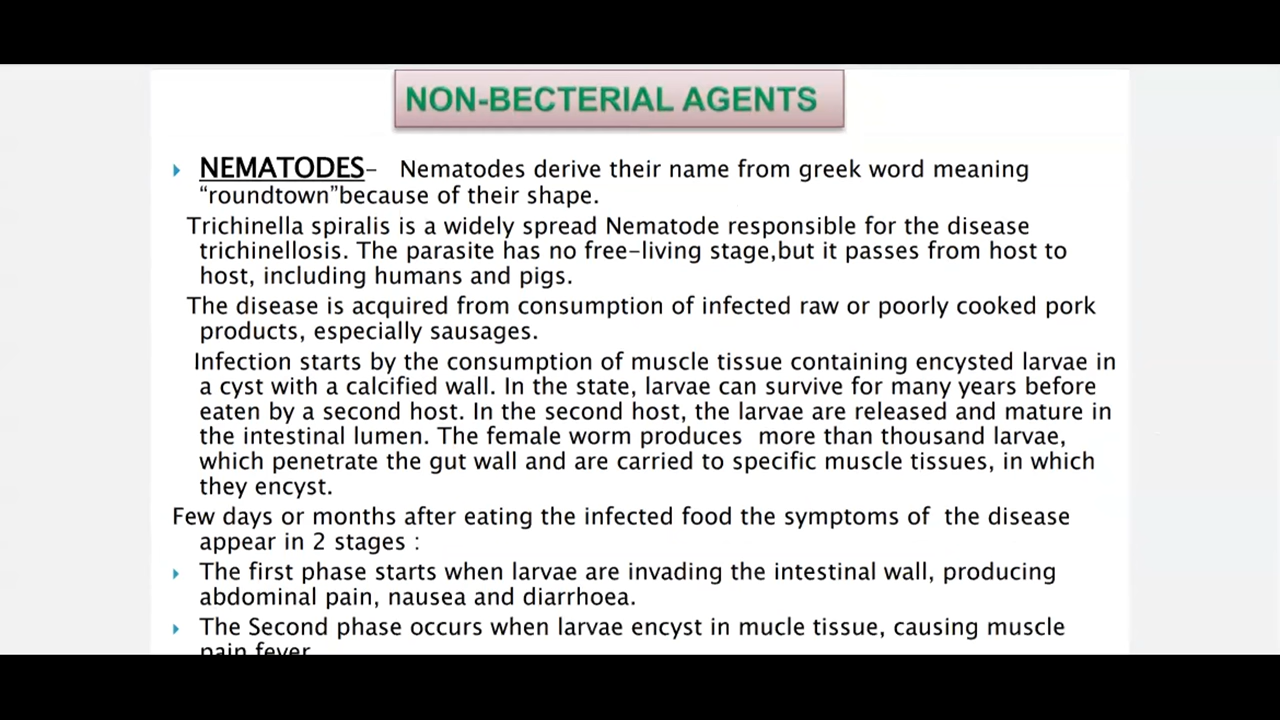 NON-BECTERIAL AGENTS
NEMATODES– Nematodes derive their name from greek word meaning
“roundtown”because of their shape.
Trichinella spiralis is a widely spread Nematode responsible for the disease
trichinellosis. The parasite has no free-living stage,but it passes from host to
host, including humans and pigs.
The disease is acquired from consumption of infected raw or poorly cooked pork
products, especially sausages.
Infection starts by the consumption of muscle tissue containing encysted larvae in
a cyst with a calcified wall. In the state, larvae can survive for many years before
eaten by a second host. In the second host, the larvae are released and mature in
the intestinal lumen. The female worm produces more than thousand larvae,
which penetrate the gut wall and are carried to specific muscle tissues, in which
they encyst.
Few days or months after eating the infected food the symptoms of the disease
appear in 2 stages :
The first phase starts when larvae are invading the intestinal wall, producing
abdominal pain, nausea and diarrhoea.
The Second phase occurs when larvae encyst in mucle tissue, causing muscle
pain fever